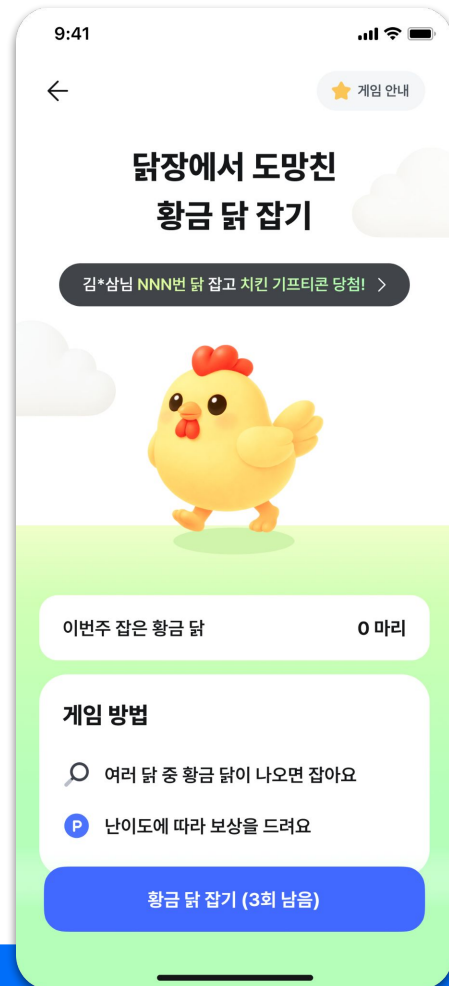 9:41
게임 안내
닭장에서 도망친
황금 닭 잡기
김*삼님 NNN번 닭 잡고 치킨 기프티콘 당첨!
이번주 잡은 황금 닭 0 마리
게임 방법
여러 닭 중 황금 닭이 나오면 잡아요
P 난이도에 따라 보상을 드려요
황금 닭 잡기 (3회 남음)